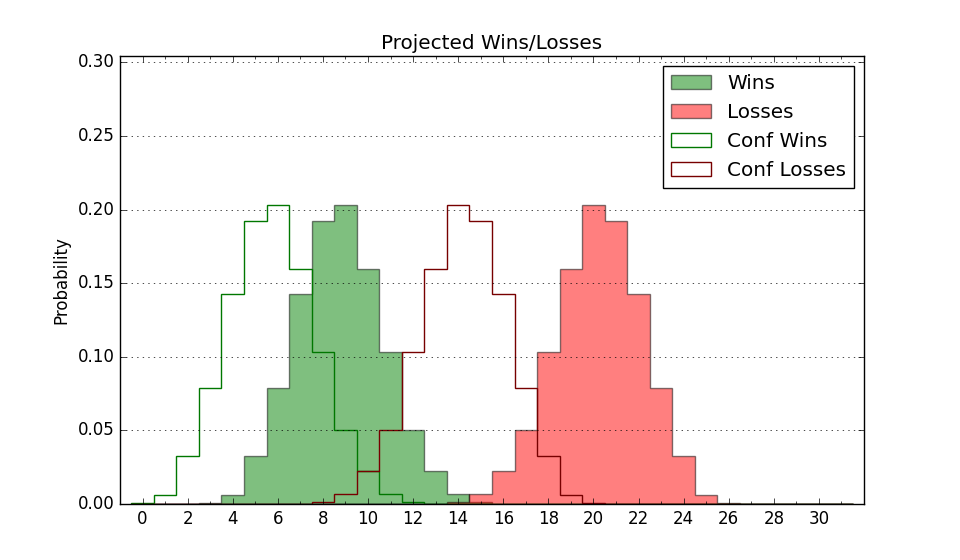 Projected Wins/Losses
0.30
0.25
0.20
0.15
0.10
0.05
0.00
Probability
Wins
Losses
Conf Wins
Conf Losses
0 2 4 6 8 10 12 14 16 18 20 22 24 26 28 30